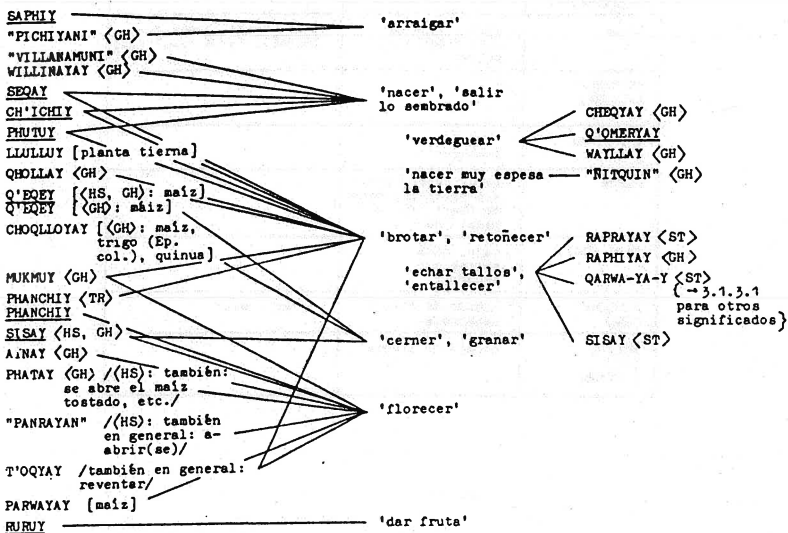 SAPHIY
"PICHIYANI" <GH>
"VILLANAMUNI" <GH>
WILLINAYAY <GH>
SEQAY
CH'ICHIY
PHUTUY
LLULLUY [planta tierna]
QHOLLAY <GH>
Q'EQEY [<HS, GH>: maíz]
Q'EQEY [<GH>: máiz]
CHOQLLOYAY [<GH>: maíz,
trigo (Ep.
col.), quinua]
MUKMUY <GH>
PHANCHIY <TR>
PHANCHIY
SISAY <HS, GH>
AINAY <GH>
PHATAY <GH> /<HS>: también:
se abre el maíz
tostado, etc./
"PANRAYAN" /<HS>: también
en general: a-
abrir(se)/
T'OQYAY /también en general:
reventar/
PARWAYAY [maíz]
RURUY
'arraigar'
'nacer', 'salir
lo sembrado'
'verdeguear'
'nacer muy espesa
la tierra'
'brotar', 'retoñecer'
'echar tallos',
'entallecer'
'cerner', 'granar'
'florecer'
'dar fruta'
CHEQYAY <GH>
Q'OMERYAY
WAYLLAY <GH>
"ÑITQUIN" <GH>
RAPRAYAY <ST>
RAPHIYAY <GH>
QARWA-YA-Y <ST>
{→3.1.3.1
para otros
significados}
SISAY <ST>